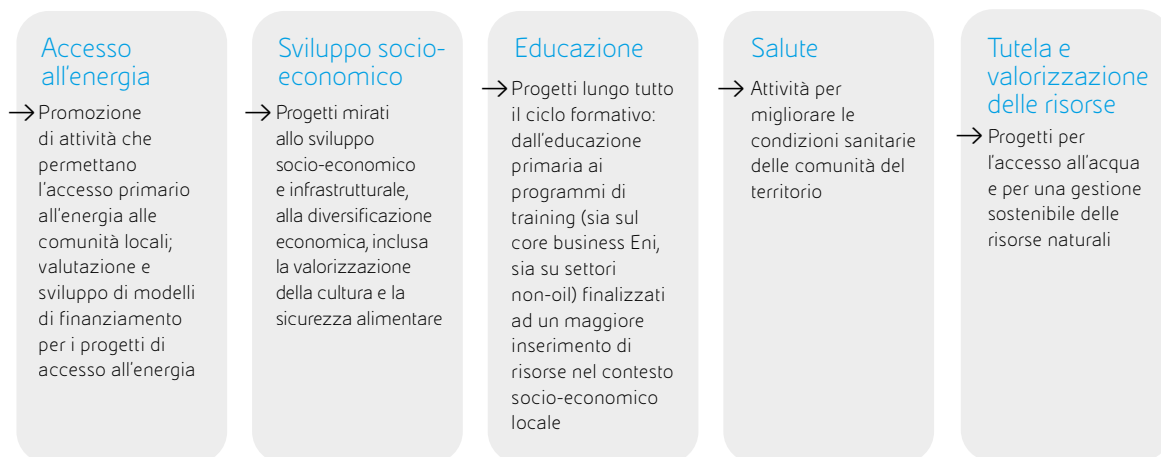 Accesso
all'energia
→ Promozione
di attività che
permettano
l'accesso primario
all'energia alle
comunità locali;
valutazione e
sviluppo di modelli
di finanziamento
per i progetti di
accesso all'energia
Sviluppo socio-
economico
→ Progetti mirati
allo sviluppo
socio-economico
e infrastrutturale,
alla diversificazione
economica, inclusa
la valorizzazione
della cultura e la
sicurezza alimentare
Educazione
→ Progetti lungo tutto
il ciclo formativo:
dall'educazione
primaria ai
programmi di
training (sia sul
core business Eni,
sia su settori
non-oil) finalizzati
ad un maggiore
inserimento di
risorse nel contesto
socio-economico
locale
Salute
→ Attività per
migliorare le
condizioni sanitarie
delle comunità del
territorio
Tutela e
valorizzazione
delle risorse
→ Progetti per
l'accesso all'acqua
e per una gestione
sostenibile delle
risorse naturali